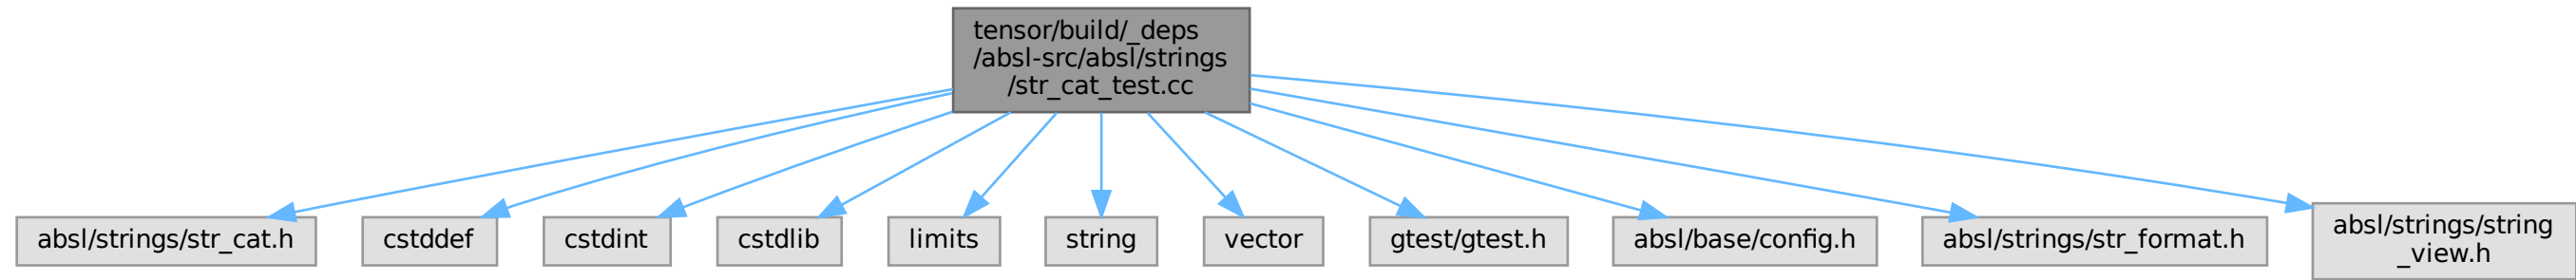 tensor/build/_deps
/absl-src/absl/strings
/str_cat_test.cc
absl/strings/str_cat.h
cstddef
cstdint
cstdlib
limits
string
vector
gtest/gtest.h
absl/base/config.h
absl/strings/str_format.h
absl/strings/string
_view.h